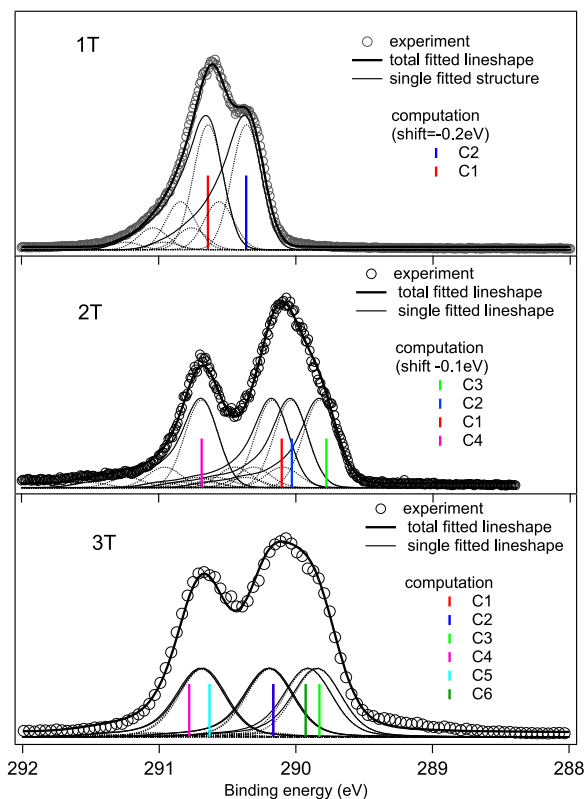 1T
experiment
total fitted lineshape
single fitted structure
computation
(shift=-0.2eV)
C2
C1
2T
experiment
total fitted lineshape
single fitted lineshape
computation
(shift -0.1eV)
C3
C2
C1
C4
3T
experiment
total fitted lineshape
single fitted lineshape
computation
C1
C2
C3
C4
C5
C6
292 291 290 289 288
Binding energy (eV)